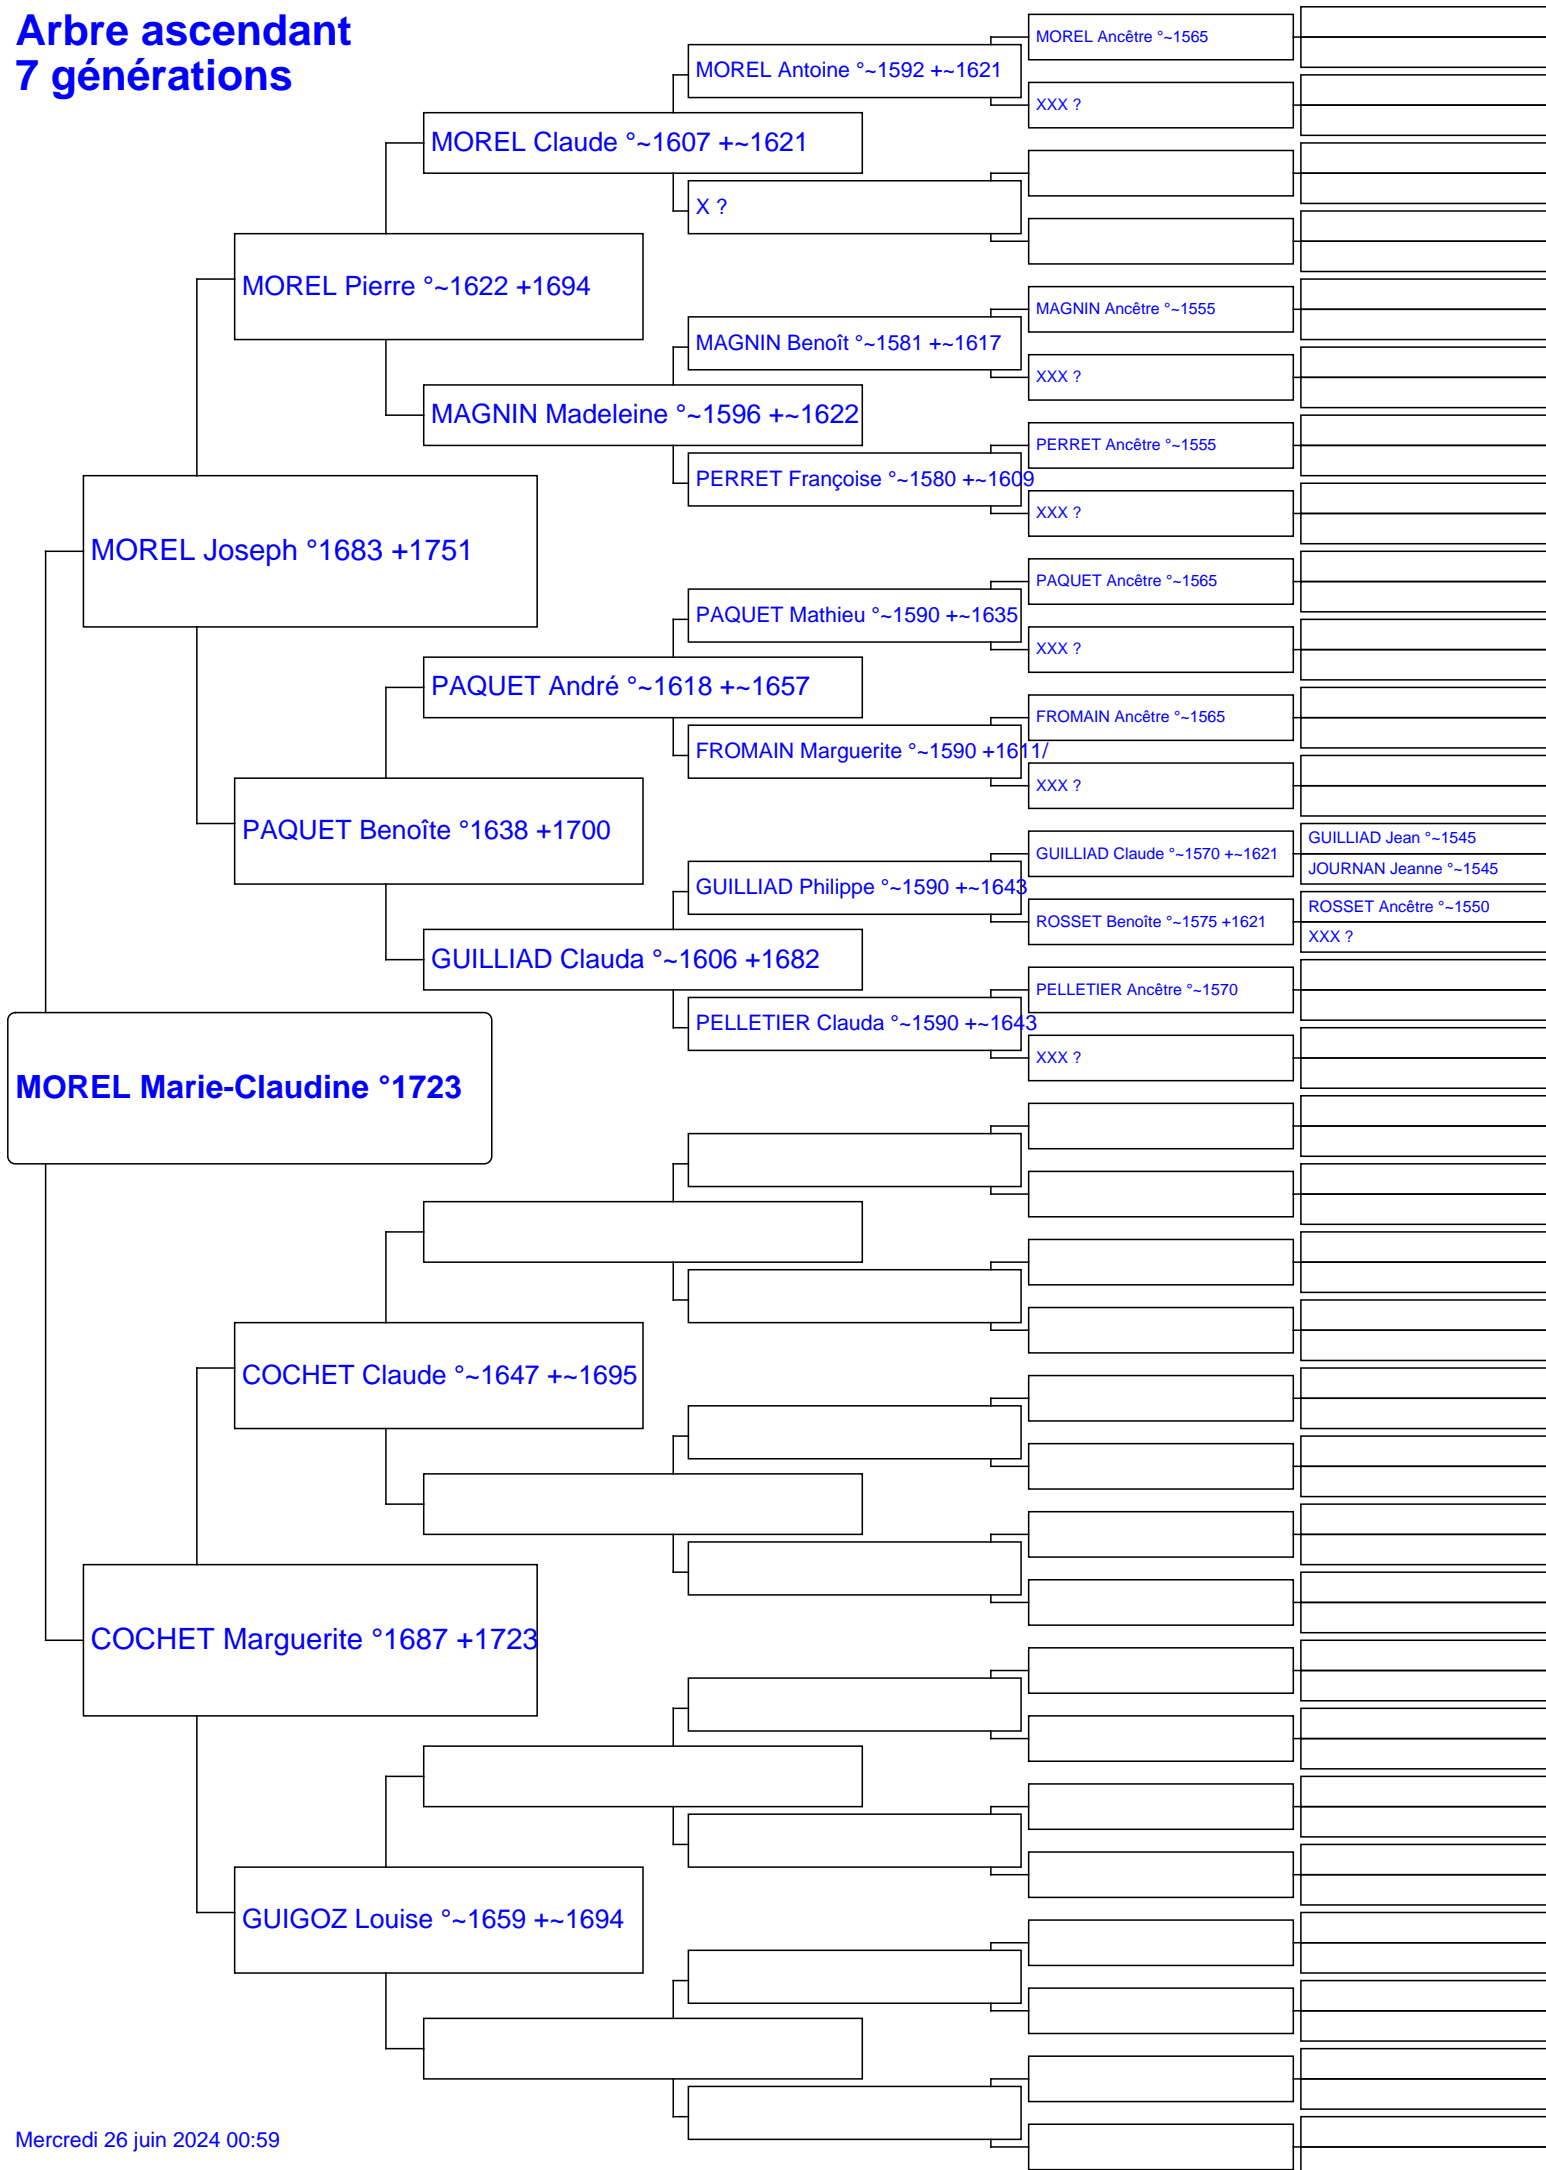 Arbre ascendant
7 générations
MOREL Ancêtre °~1565
MOREL Antoine °~1592 +~1621
XXX ?
MOREL Claude °~1607 +~1621
X ?
MOREL Pierre °~1622 +1694
MAGNIN Ancêtre °~1555
MAGNIN Benoît °~1581 +~1617
XXX ?
MAGNIN Madeleine °~1596 +~1622
PERRET Ancêtre °~1555
PERRET Françoise °~1580 +~1609
XXX ?
MOREL Joseph °1683 +1751
PAQUET Ancêtre °~1565
PAQUET Mathieu °~1590 +~1635
XXX ?
PAQUET André °~1618 +~1657
FROMAIN Ancêtre °~1565
FROMAIN Marguerite °~1590 +1611/
XXX ?
PAQUET Benoîte °1638 +1700
GUILLIAD Jean °~1545
GUILLIAD Claude °~1570 +~1621
JOURNAN Jeanne °~1545
GUILLIAD Philippe °~1590 +~1643
ROSSET Ancêtre °~1550
ROSSET Benoîte °~1575 +1621
XXX ?
GUILLIAD Clauda °~1606 +1682
PELLETIER Ancêtre °~1570
PELLETIER Clauda °~1590 +~1643
XXX ?
MOREL Marie-Claudine °1723
COCHET Claude °~1647 +~1695
COCHET Marguerite °1687 +1723
GUIGOZ Louise °~1659 +~1694
Mercredi 26 juin 2024 00:59